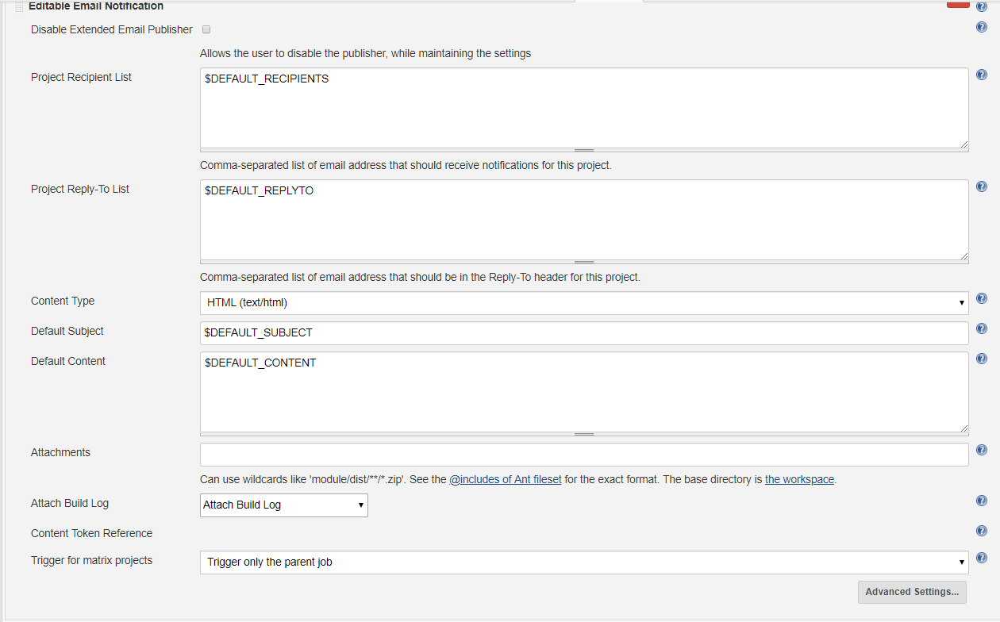 Editable Email Notification
Disable Extended Email Publisher
Allows the user to disable the publisher, while maintaining the settings
Project Recipient List
$DEFAULT_RECIPIENTS
Comma-separated list of email address that should receive notifications for this project.
Project Reply-To List
$DEFAULT_REPLYTO
Comma-separated list of email address that should be in the Reply-To header for this project.
Content Type
HTML (text/html)
Default Subject
$DEFAULT_SUBJECT
Default Content
$DEFAULT_CONTENT
Attachments
Can use wildcards like 'module/dist/**/*.zip'. See the @includes of Ant fileset for the exact format. The base directory is the workspace.
Attach Build Log
Attach Build Log
Content Token Reference
Trigger for matrix projects
Trigger only the parent job
Advanced Settings...